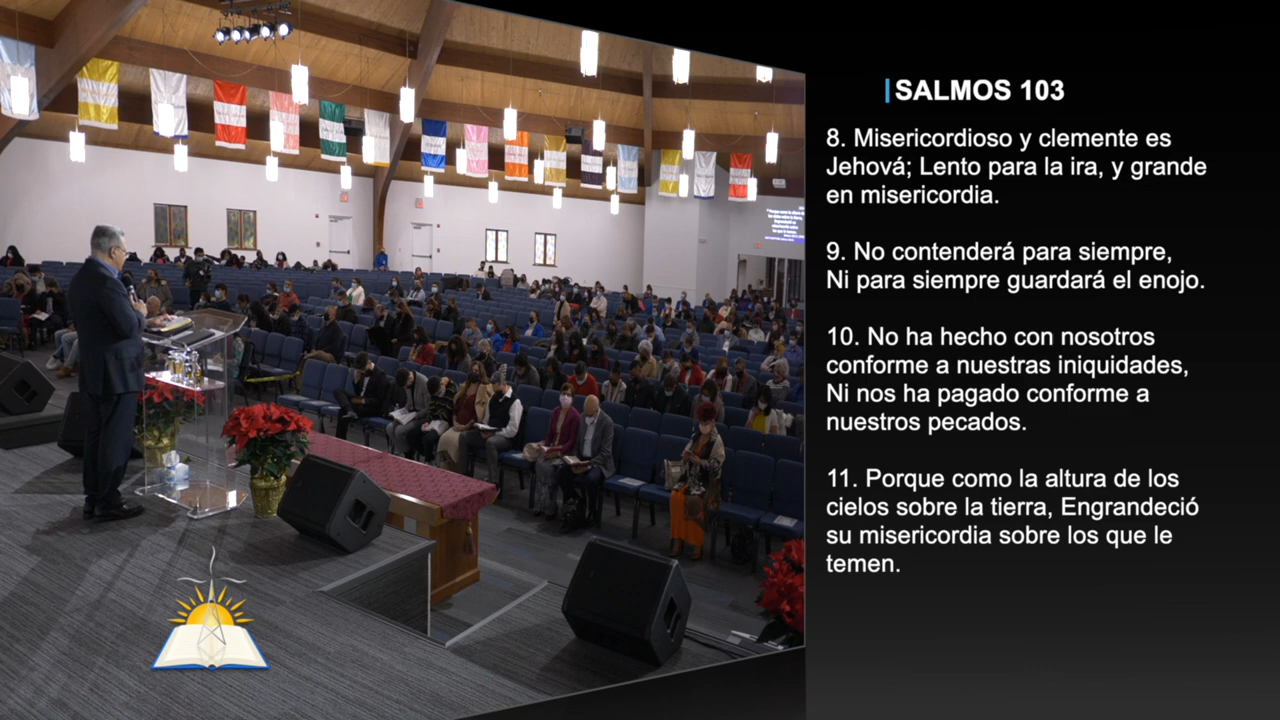 SALMOS 103
8. Misericordioso y clemente es
Jehová; Lento para la ira, y grande
en misericordia.
9. No contenderá para siempre,
Ni para siempre guardará el enojo.
10. No ha hecho con nosotros
conforme a nuestras iniquidades,
Ni nos ha pagado conforme a
nuestros pecados.
11. Porque como la altura de los
cielos sobre la tierra, Engrandeció
su misericordia sobre los que le
temen.